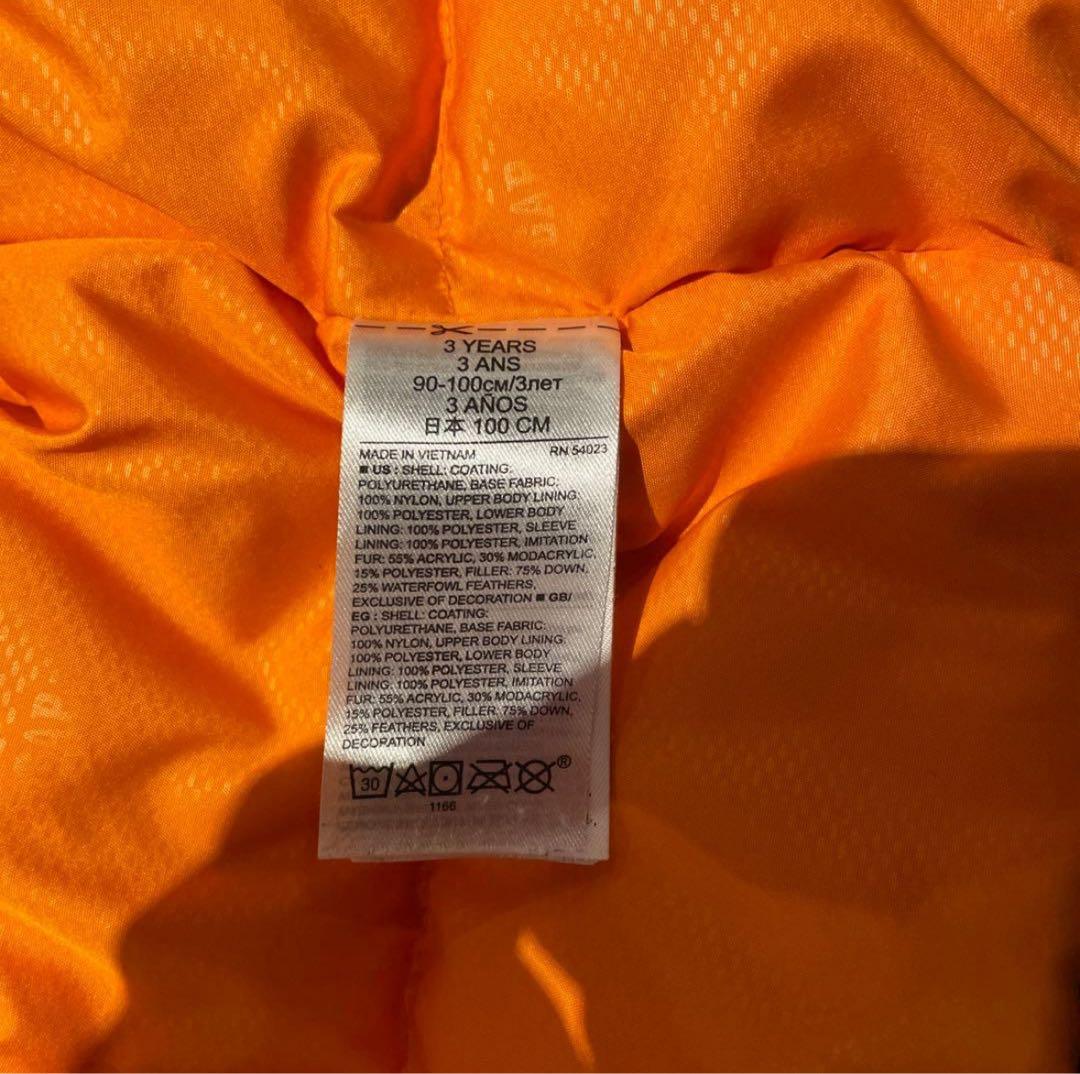 GAP
3 YEARS
3 ANS
90-100см/3лет
3 AÑOS
日本 100 CM
MADE IN VIETNAM RN 54023
■ US : SHELL: COATING:
POLYURETHANE, BASE FABRIC:
100% NYLON, UPPER BODY LINING:
100% POLYESTER, LOWER BODY
LINING: 100% POLYESTER, SLEEVE
LINING: 100% POLYESTER, IMITATION
FUR: 55% ACRYLIC, 30% MODACRYLIC,
15% POLYESTER, FILLER: 75% DOWN,
25% WATERFOWL FEATHERS,
EXCLUSIVE OF DECORATION ■ GB/
EG : SHELL: COATING:
POLYURETHANE, BASE FABRIC:
100% NYLON, UPPER BODY LINING:
100% POLYESTER, LOWER BODY
LINING: 100% POLYESTER, SLEEVE
LINING: 100% POLYESTER, IMITATION
FUR: 55% ACRYLIC, 30% MODACRYLIC,
15% POLYESTER, FILLER: 75% DOWN,
25% FEATHERS, EXCLUSIVE OF
DECORATION
30 ®
1166